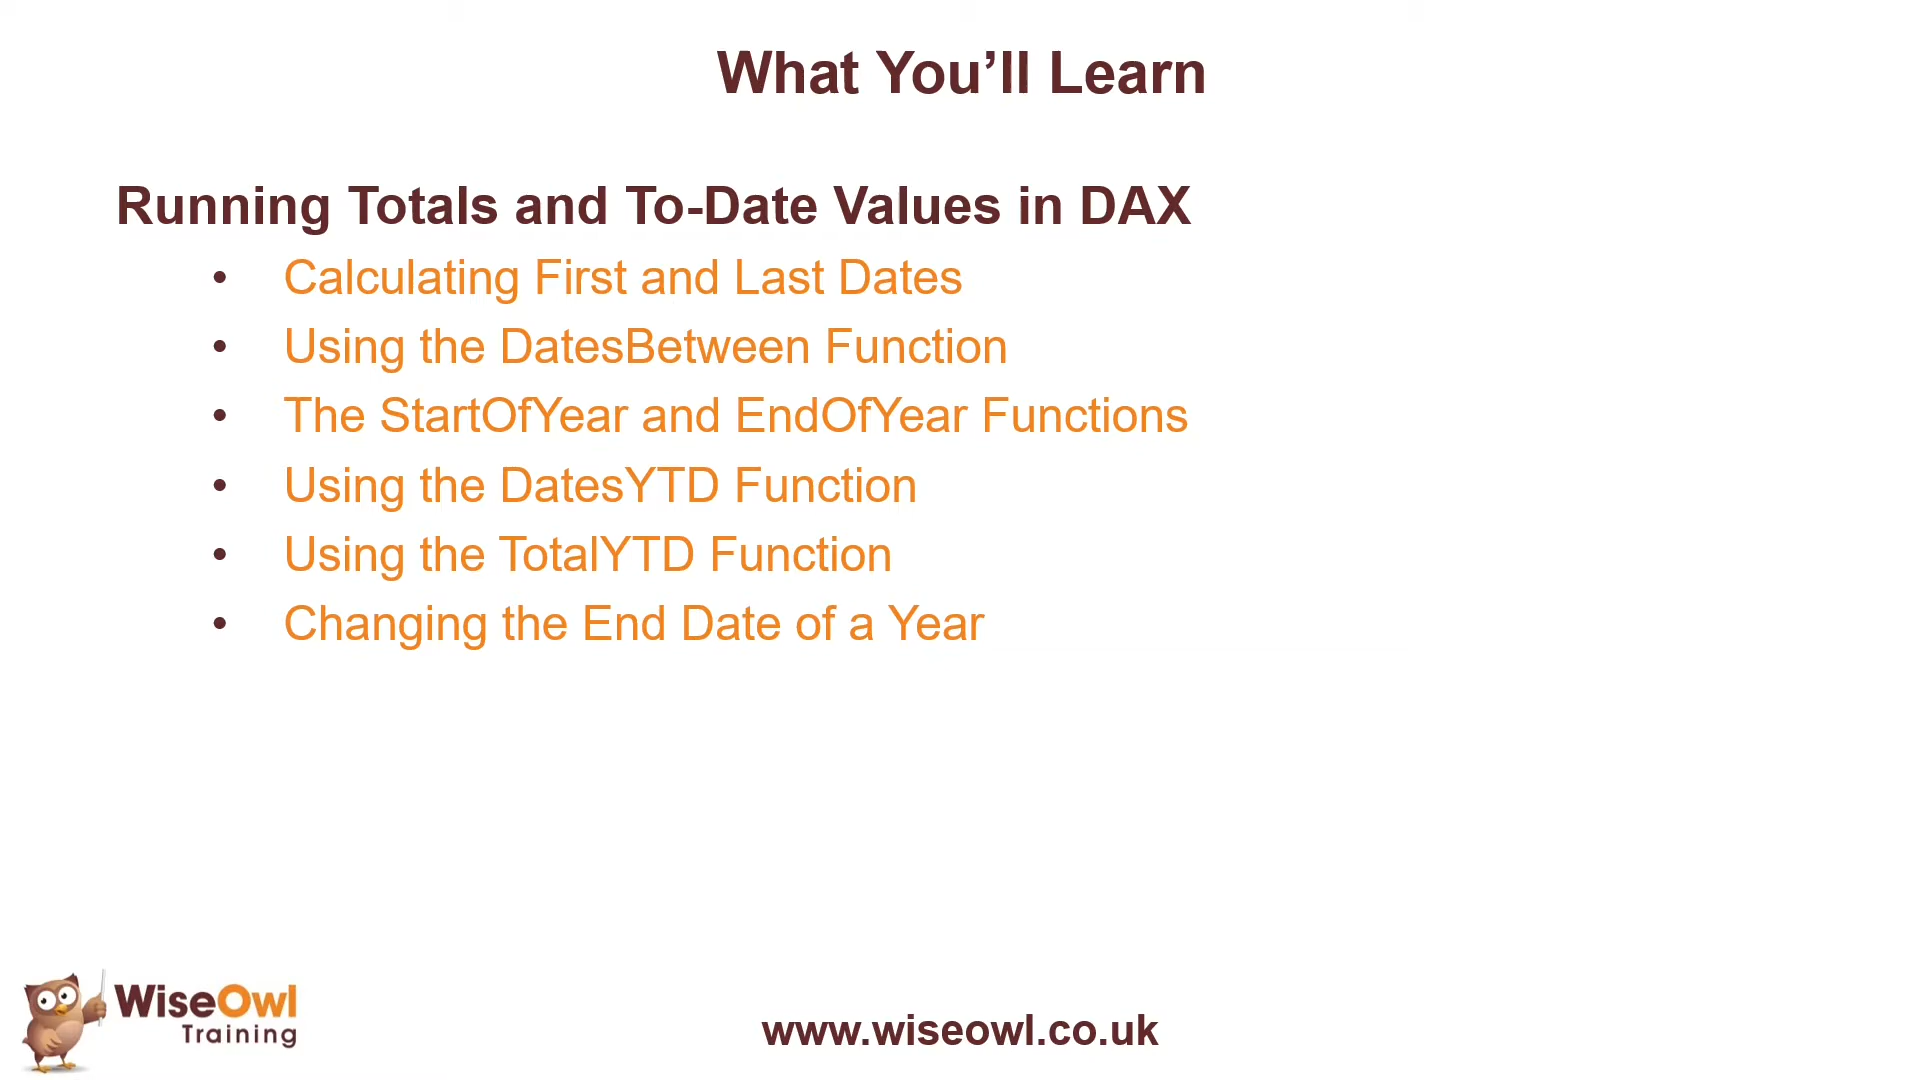 What You’ll Learn
Running Totals and To-Date Values in DAX
• Calculating First and Last Dates
• Using the DatesBetween Function
• The StartOfYear and EndOfYear Functions
• Using the DatesYTD Function
• Using the TotalYTD Function
• Changing the End Date of a Year
WiseOwl
Training
www.wiseowl.co.uk